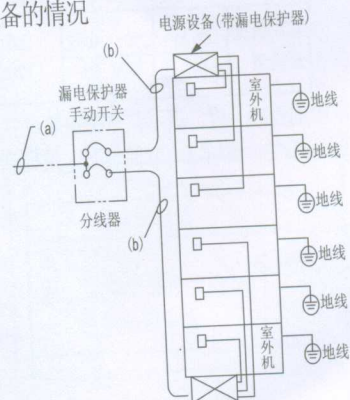 备的情况
电源设备(带漏电保护器)
(b)
漏电保护器
手动开关
(a)
分线器
(b)
室外机
地线
地线
地线
地线
地线
室外机
地线